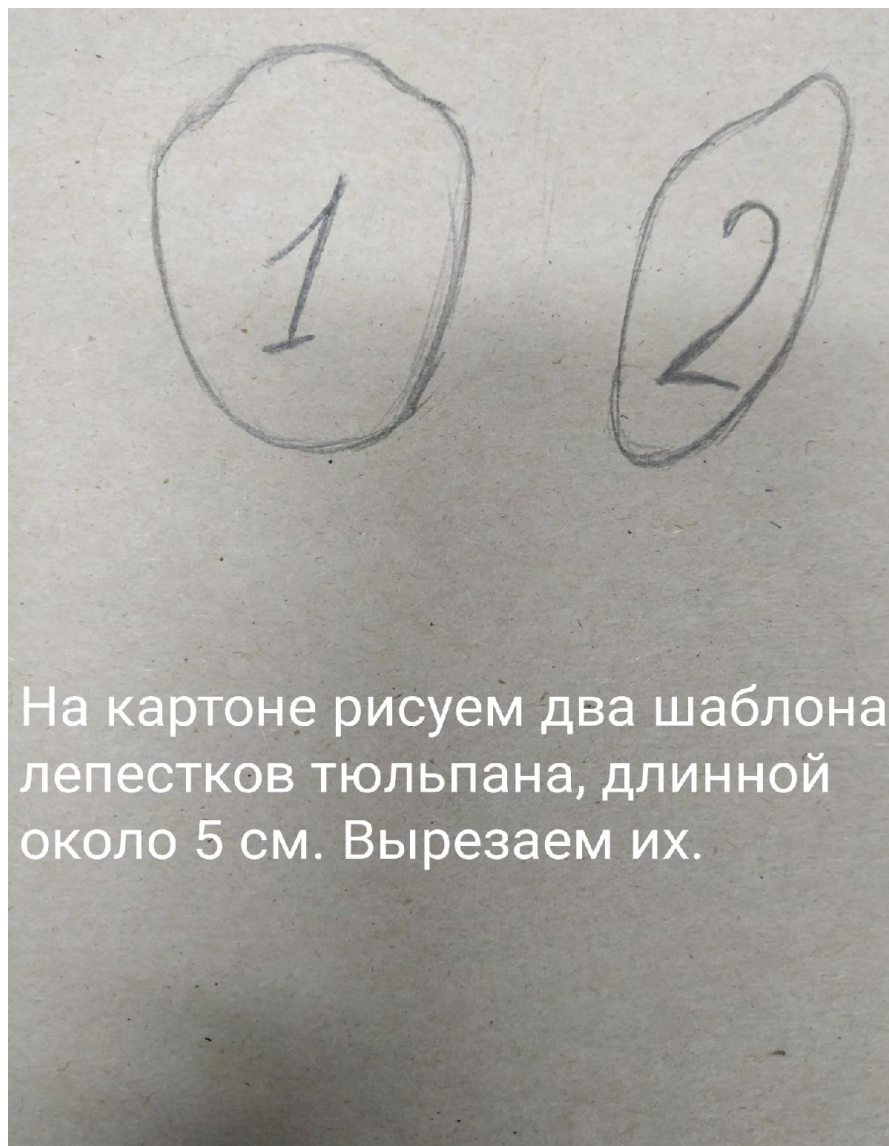 1
2
На картоне рисуем два шаблона
лепестков тюльпана, длинной
около 5 см. Вырезаем их.